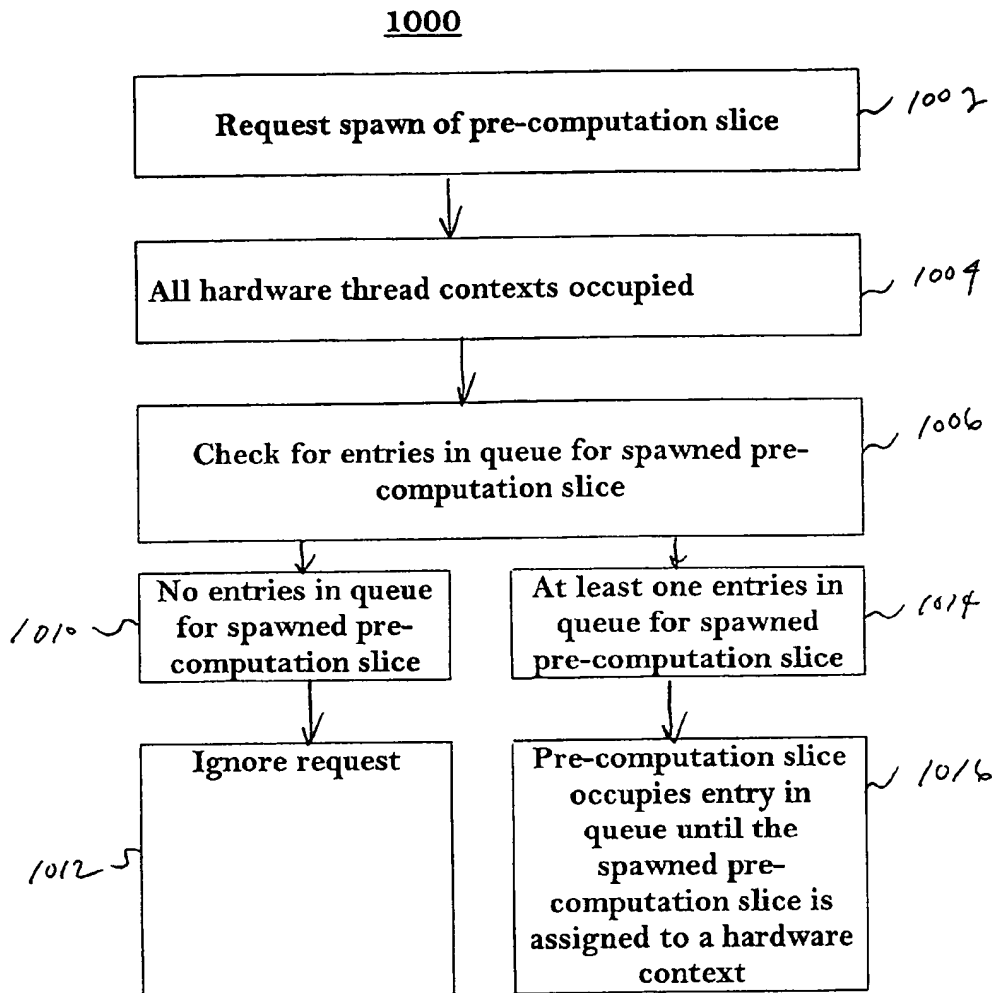 1000
Request spawn of pre-computation slice
1002
All hardware thread contexts occupied
1004
Check for entries in queue for spawned pre-
computation slice
1006
1010
No entries in queue
for spawned pre-
computation slice
At least one entries in
queue for spawned
pre-computation slice
1014
Ignore request
1012
Pre-computation slice
occupies entry in
queue until the
spawned pre-
computation slice is
assigned to a hardware
context
1016